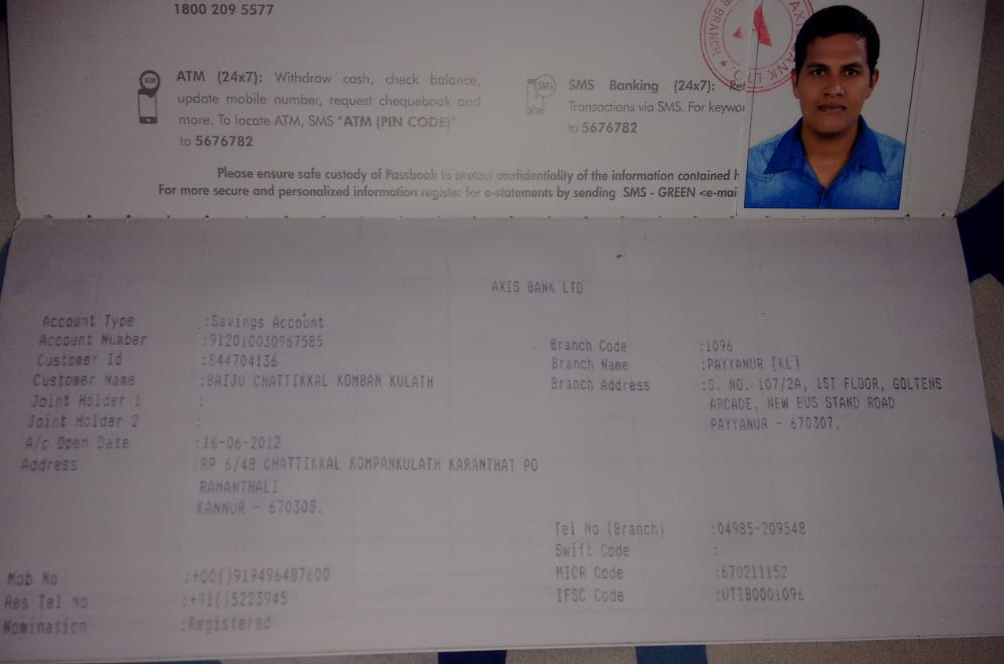 1800 209 5577
ATM (24x7): Withdraw cash, check balance,
update mobile number, request chequebook and
more. To locate ATM, SMS "ATM (PIN CODE)"
to 5676782
SMS Banking (24x7): Ret
Transactions via SMS. For keywor
to 5676782
Please ensure safe custody of Passbook to protect confidentiality of the information contained h
For more secure and personalized information register for e-statements by sending SMS - GREEN <e-mai
AXIS BANK LTD
Account Type :Savings Account
Account Number :912010030967585
Customer Id :844704136
Customer Name :BAIJU CHATTIKKAL KOMBAN KULATH
Joint Holder 1 :
Joint Holder 2 :
A/c Open Date :16-06-2012
Address :RP 6/48 CHATTIKKAL KOMPANKULATH KARANTHAT PO
RAMANTHALI
KANNUR - 670308.
Branch Code :1096
Branch Name :PAYYANUR [KL]
Branch Address :S. NO. 107/2A, 1ST FLOOR, GOLTENS
ARCADE, NEW BUS STAND ROAD
PAYYANUR - 670307.
Mob No :+00()919496487600
Res Tel No :+91()5223945
Nomination :Registered
Tel No (Branch) :04985-209548
Swift Code :
MICR Code :670211152
IFSC Code :UTIB0001096